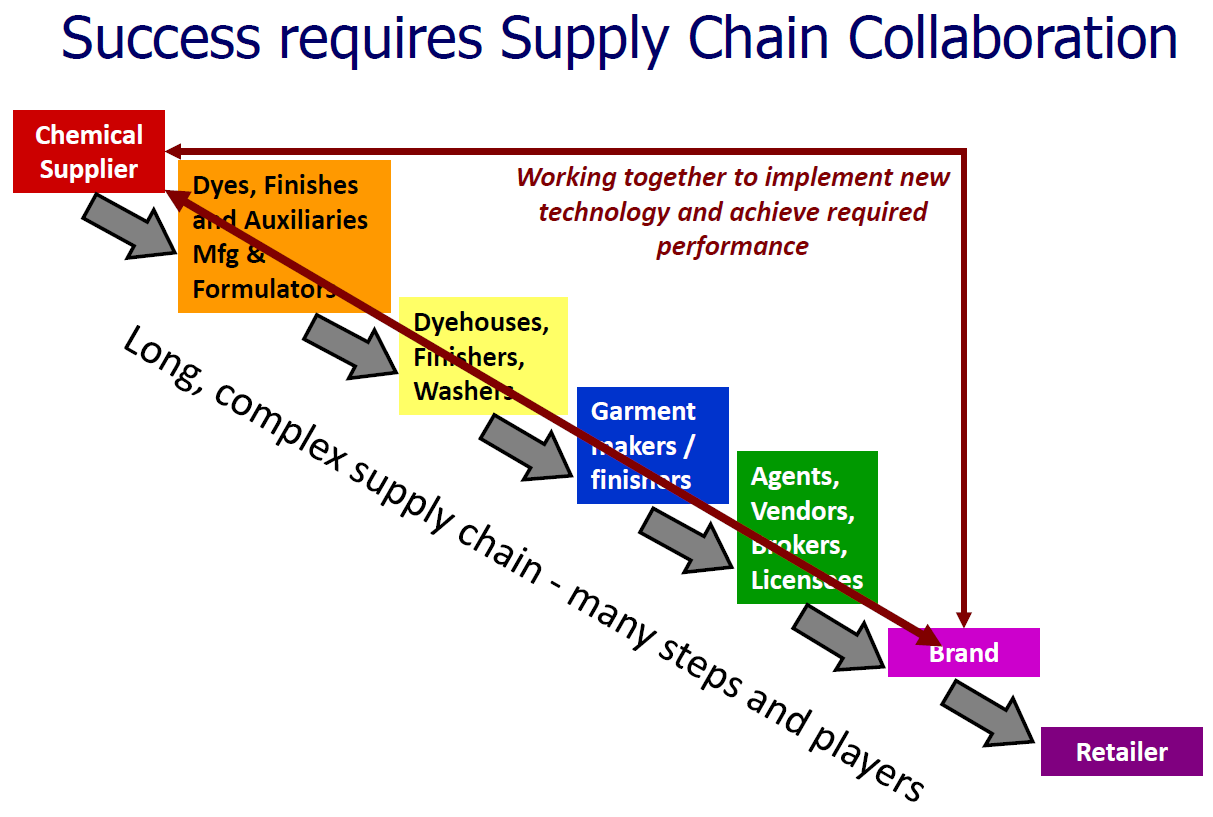 Success requires Supply Chain Collaboration
Chemical
Supplier
Working together to implement new
technology and achieve required
performance
Dyes, Finishes
and Auxiliaries
Mfg &
Formulators
Dyehouses,
Finishers,
Washers
Garment
makers /
finishers
Agents,
Vendors,
Brokers,
Licensees
Brand
Retailer
Long, complex supply chain - many steps and players